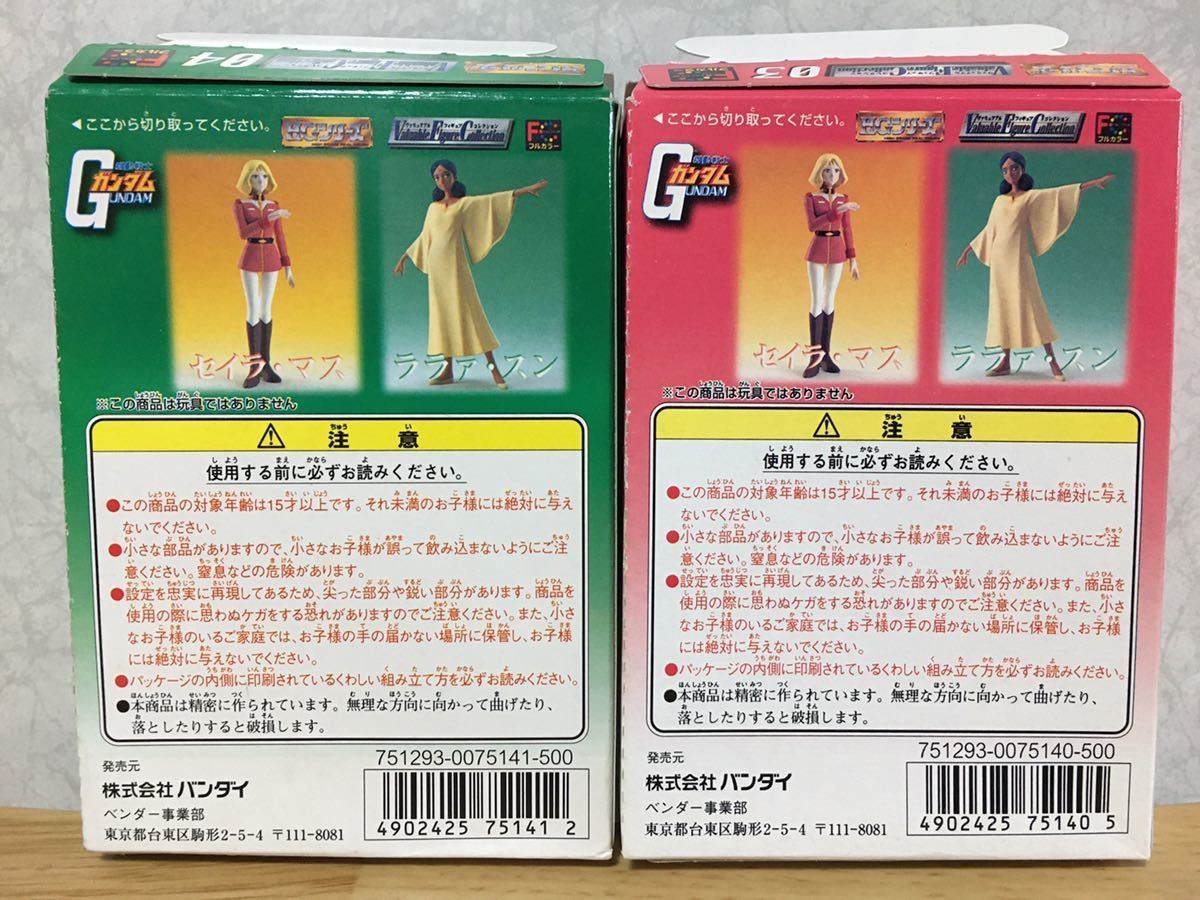 04
フルカラー
◀ここから切り取ってください。
HGシリーズ
Valuable Figure Collection
フルカラー
機動戦士
ガンダム
GUNDAM
セイラ・マス
ララァ・スン
※この商品は玩具ではありません
⚠ 注意
使用する前に必ずお読みください。
●この商品の対象年齢は15才以上です。それ未満のお子様には絶対に与え
ないでください。
●小さな部品がありますので、小さなお子様が誤って飲み込まないようにご注
意ください。窒息などの危険があります。
●設定を忠実に再現してあるため、尖った部分や鋭い部分があります。商品を
使用の際に思わぬケガをする恐れがありますのでご注意ください。また、小さ
なお子様のいるご家庭では、お子様の手の届かない場所に保管し、お子様
には絶対に与えないでください。
●パッケージの内側に印刷されているくわしい組み立て方を必ずお読みください。
●本商品は精密に作られています。無理な方向に向かって曲げたり、
落としたりすると破損します。
751293-0075141-500
発売元
株式会社 バンダイ
ベンダー事業部
東京都台東区駒形2-5-4 〒111-8081
4902425 75141 2
03
フルカラー
◀ここから切り取ってください。
HGシリーズ
Valuable Figure Collection
フルカラー
機動戦士
ガンダム
GUNDAM
セイラ・マス
ララァ・スン
※この商品は玩具ではありません
⚠ 注意
使用する前に必ずお読みください。
●この商品の対象年齢は15才以上です。それ未満のお子様には絶対に与え
ないでください。
●小さな部品がありますので、小さなお子様が誤って飲み込まないようにご注
意ください。窒息などの危険があります。
●設定を忠実に再現してあるため、尖った部分や鋭い部分があります。商品を
使用の際に思わぬケガをする恐れがありますのでご注意ください。また、小さ
なお子様のいるご家庭では、お子様の手の届かない場所に保管し、お子様
には絶対に与えないでください。
●パッケージの内側に印刷されているくわしい組み立て方を必ずお読みください。
●本商品は精密に作られています。無理な方向に向かって曲げたり、
落としたりすると破損します。
751293-0075140-500
発売元
株式会社 バンダイ
ベンダー事業部
東京都台東区駒形2-5-4 〒111-8081
4902425 75140 5